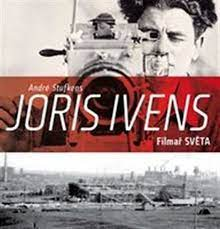 André Stufkens
JORIS IVENS
Filmař SVĚTA